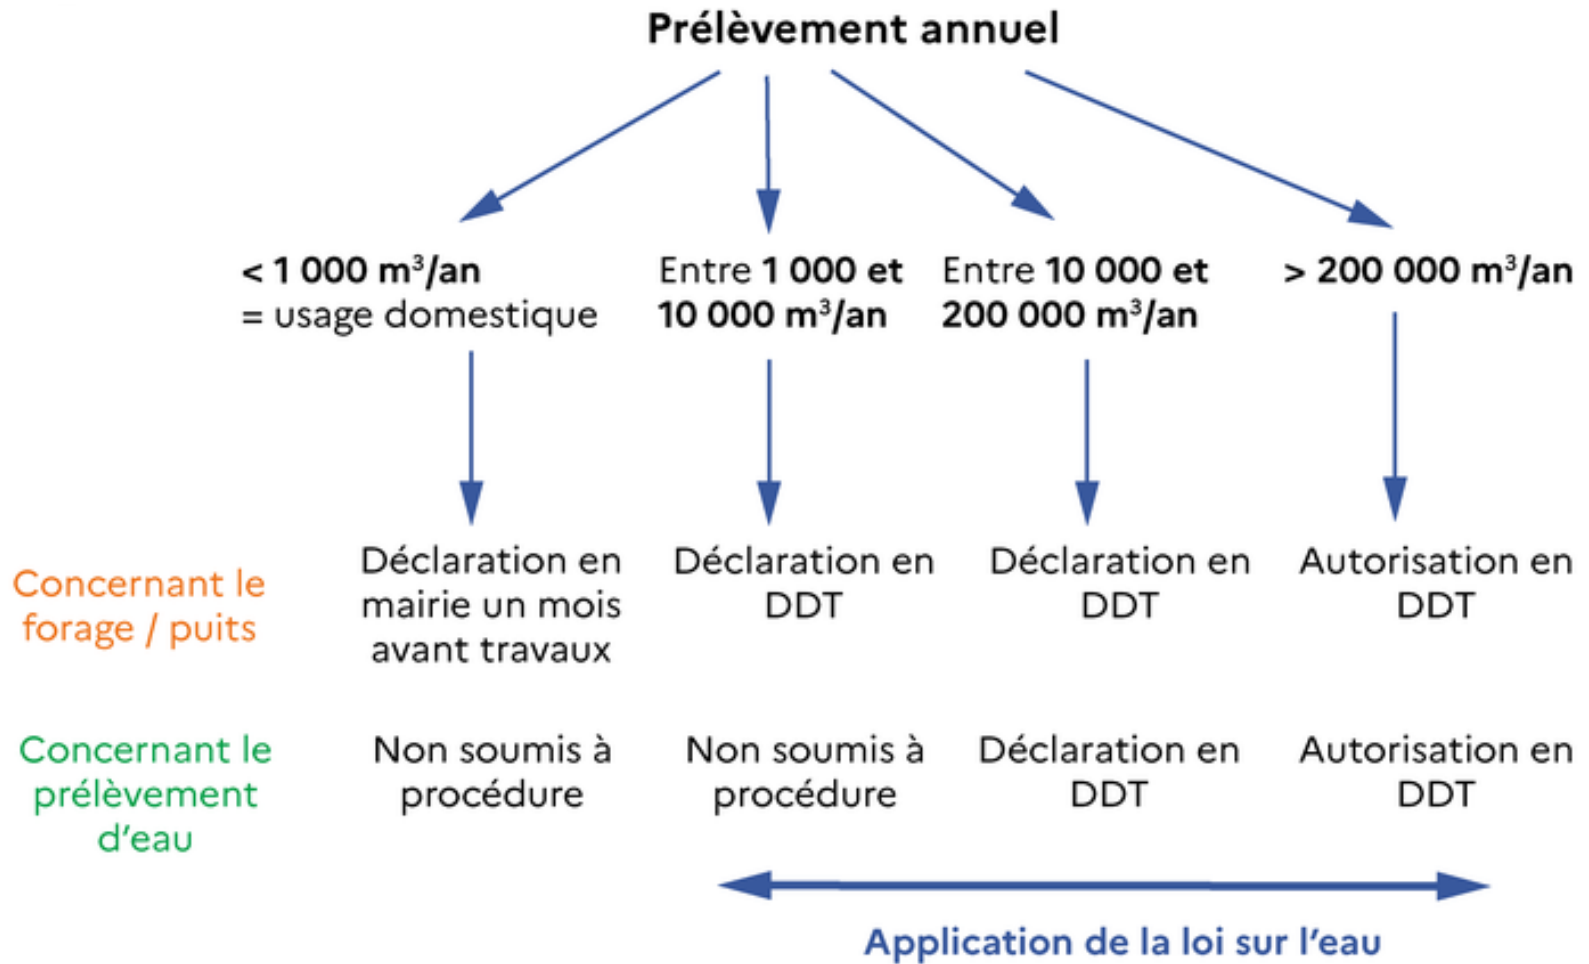 Prélèvement annuel
< 1 000 m³/an
= usage domestique
Entre 1 000 et
10 000 m³/an
Entre 10 000 et
200 000 m³/an
> 200 000 m³/an
Concernant le
forage / puits
Déclaration en
mairie un mois
avant travaux
Déclaration en
DDT
Déclaration en
DDT
Autorisation en
DDT
Concernant le
prélèvement
d'eau
Non soumis à
procédure
Non soumis à
procédure
Déclaration en
DDT
Autorisation en
DDT
Application de la loi sur l'eau